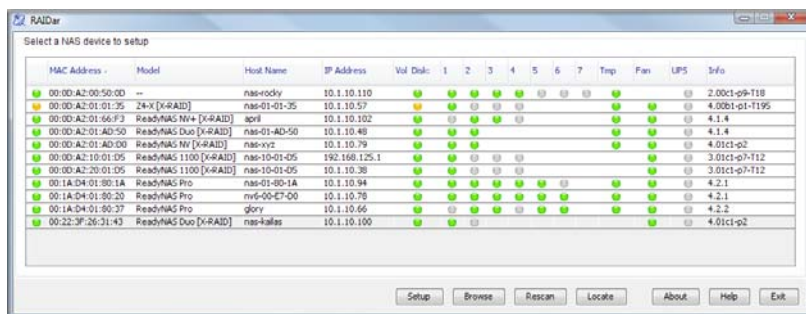 RAIDar
Select a NAS device to setup
MAC Address Model Host Name IP Address Vol Disk: 1 2 3 4 5 6 7 Tmp Fan UPS Info
00:0D:A2:00:50:0D -- nas-rocky 10.1.10.110 2.00c1-p9-T18
00:0D:A2:01:01:35 Z4-X [X-RAID] nas-01-01-35 10.1.10.57 4.00b1-p1-T195
00:0D:A2:01:66:F3 ReadyNAS NV+ [X-RAID] april 10.1.10.102 4.1.4
00:0D:A2:01:AD:50 ReadyNAS Duo [X-RAID] nas-01-AD-50 10.1.10.48 4.1.4
00:0D:A2:01:AD:D0 ReadyNAS NV [X-RAID] nas-xyz 10.1.10.79 4.01c1-p2
00:0D:A2:10:01:D5 ReadyNAS 1100 [X-RAID] nas-10-01-D5 192.168.125.1 3.01c1-p7-T12
00:0D:A2:20:01:D5 ReadyNAS 1100 [X-RAID] nas-10-01-D5 10.1.10.38 3.01c1-p7-T12
00:1A:D4:01:80:1A ReadyNAS Pro nas-01-80-1A 10.1.10.94 4.2.1
00:1A:D4:01:80:20 ReadyNAS Pro nv6-00-E7-D0 10.1.10.78 4.2.1
00:1A:D4:01:80:37 ReadyNAS Pro glory 10.1.10.66 4.2.2
00:22:3F:26:31:43 ReadyNAS Duo [X-RAID] nas-kailas 10.1.10.100 4.01c1-p2
Setup Browse Rescan Locate About Help Exit